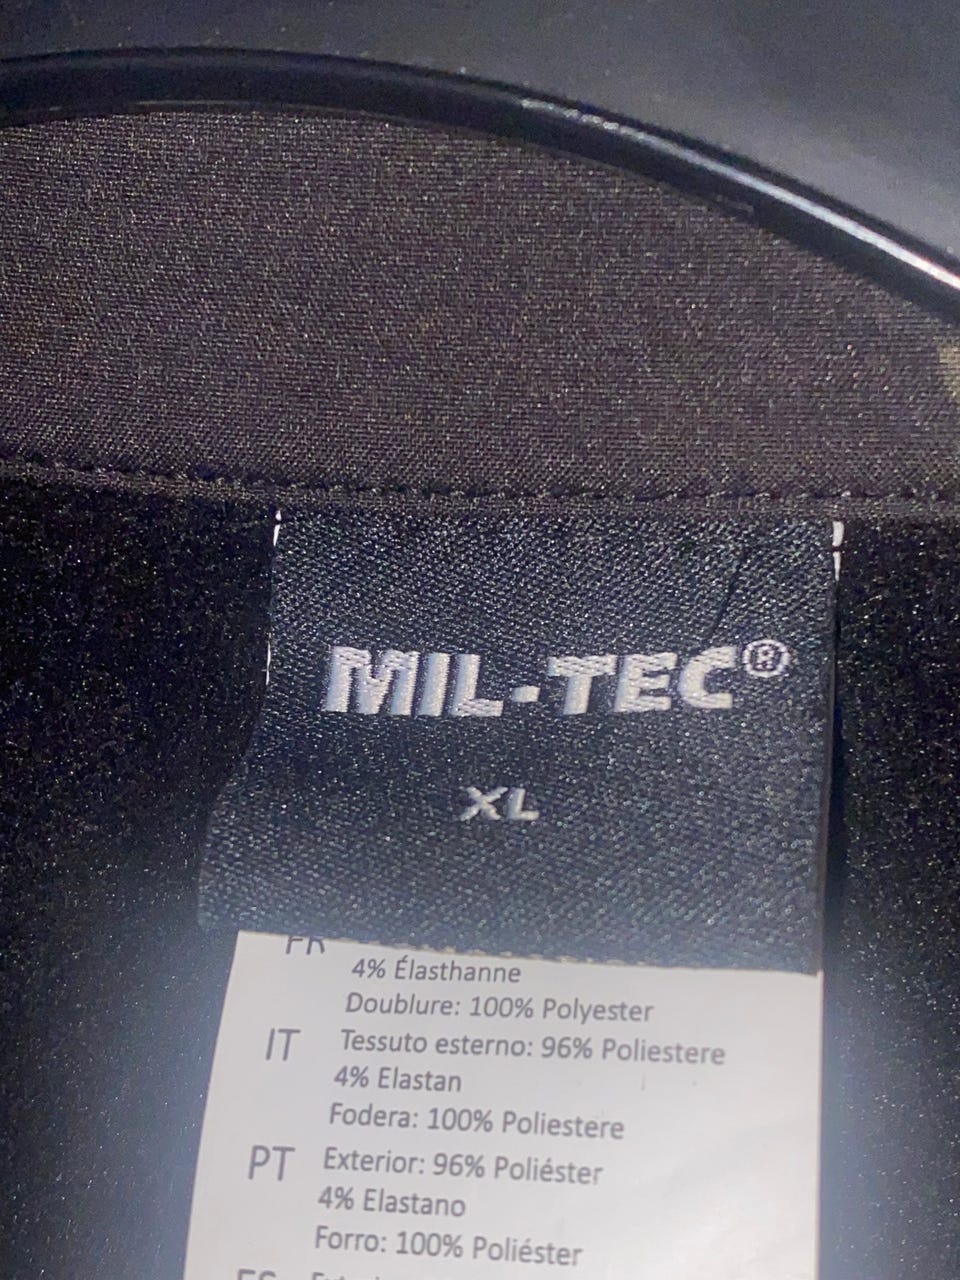 MIL-TEC®
XL
FR
4% Élasthanne
Doublure: 100% Polyester
IT Tessuto esterno: 96% Poliestere
4% Elastan
Fodera: 100% Poliestere
PT Exterior: 96% Poliéster
4% Elastano
Forro: 100% Poliéster